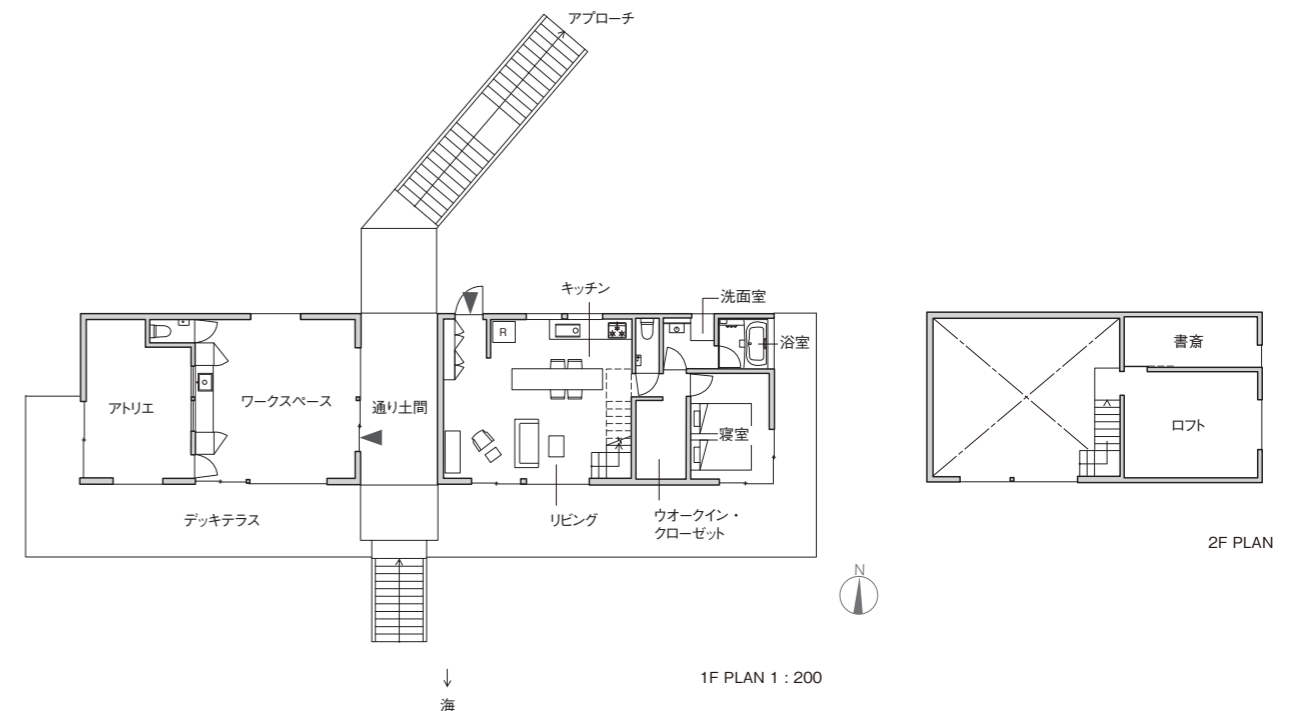 アプローチ
キッチン
洗面室
浴室
R
アトリエ
ワークスペース
通り土間
寝室
デッキテラス
リビング
ウオークイン・
クローゼット
N
海
1F PLAN 1 : 200
書斎
ロフト
2F PLAN